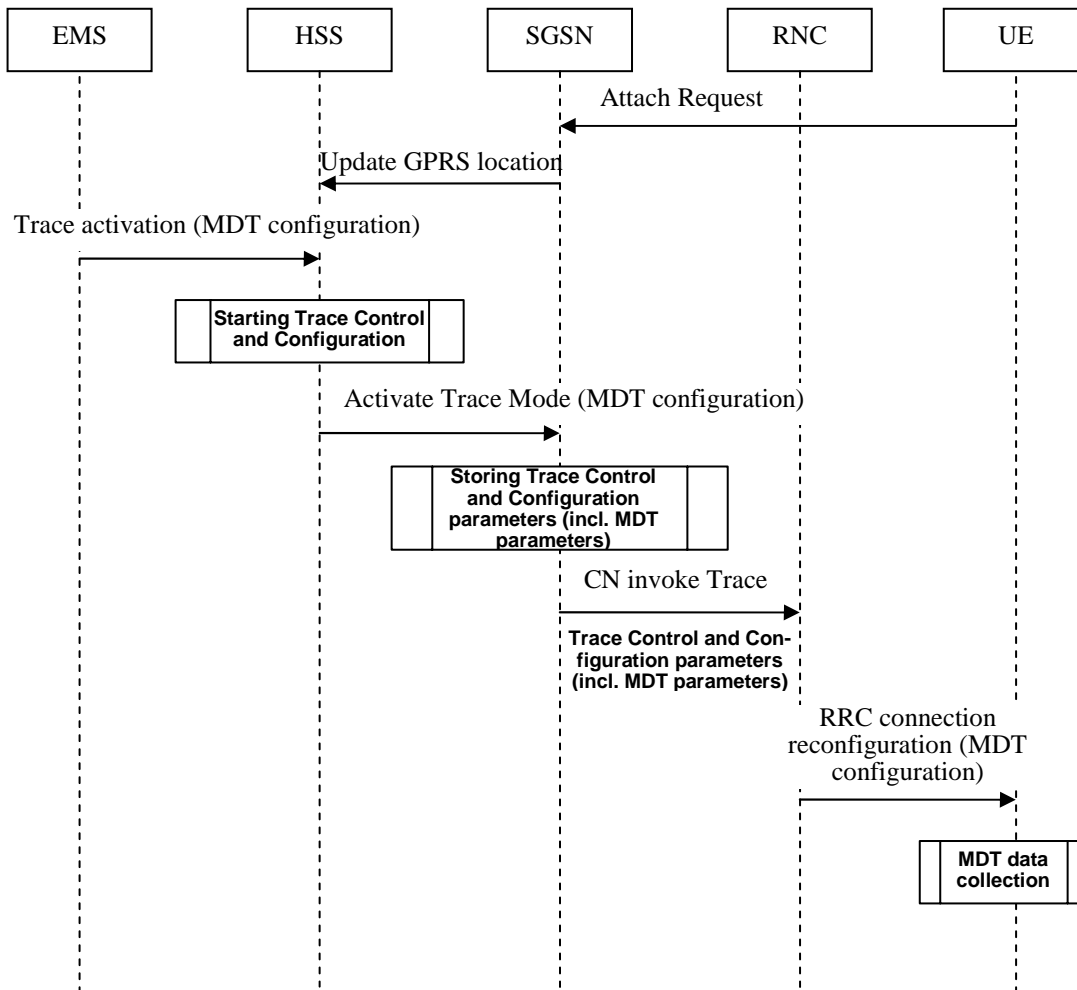 EMS
HSS
SGSN
RNC
UE
Attach Request
Update GPRS location
Trace activation (MDT configuration)
Starting Trace Control
and Configuration
Activate Trace Mode (MDT configuration)
Storing Trace Control
and Configuration
parameters (incl. MDT
parameters)
CN invoke Trace
Trace Control and Con-
figuration parameters
(incl. MDT parameters)
RRC connection
reconfiguration (MDT
configuration)
MDT data
collection